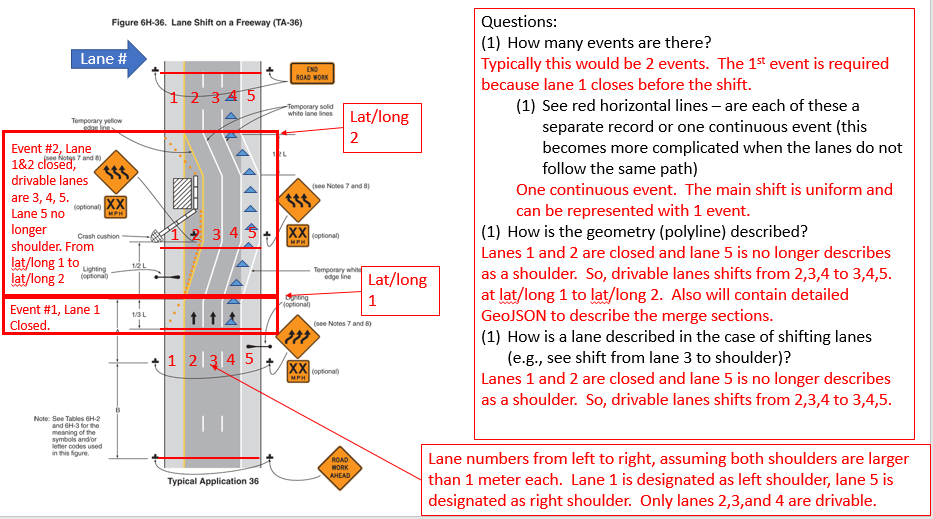 Figure 6H-36. Lane Shift on a Freeway (TA-36)
Lane #
END
ROAD WORK
1 2 3 4 5
Temporary solid
white lane lines
Temporary yellow
edge line
Lat/long
2
1/2 L
Event #2, Lane
(see Notes 7 and 8)
1&2 closed,
drivable lanes
are 3, 4, 5.
Lane 5 no
longer
shoulder. From
lat/long 1 to
lat/long 2
(optional)
XX
MPH
(see Notes 7 and 8)
XX
MPH
(optional)
Crash cushion
1 2 3 4 5
Lighting
(optional)
1/2 L
Temporary white
edge line
Lat/long
1
Lighting
(optional)
Event #1, Lane 1
Closed.
1/3 L
(see Notes 7 and 8)
1 2 3 4 5
XX
MPH
(optional)
B
Note: See Tables 6H-2
and 6H-3 for the
meaning of the
symbols and/or
letter codes used
in this figure.
ROAD
WORK
AHEAD
Typical Application 36
Questions:
(1) How many events are there?
Typically this would be 2 events. The 1st event is required
because lane 1 closes before the shift.
(1) See red horizontal lines – are each of these a
separate record or one continuous event (this
becomes more complicated when the lanes do not
follow the same path)
One continuous event. The main shift is uniform and
can be represented with 1 event.
(1) How is the geometry (polyline) described?
Lanes 1 and 2 are closed and lane 5 is no longer describes
as a shoulder. So, drivable lanes shifts from 2,3,4 to 3,4,5.
at lat/long 1 to lat/long 2. Also will contain detailed
GeoJSON to describe the merge sections.
(1) How is a lane described in the case of shifting lanes
(e.g., see shift from lane 3 to shoulder)?
Lanes 1 and 2 are closed and lane 5 is no longer describes
as a shoulder. So, drivable lanes shifts from 2,3,4 to 3,4,5.
Lane numbers from left to right, assuming both shoulders are larger
than 1 meter each. Lane 1 is designated as left shoulder, lane 5 is
designated as right shoulder. Only lanes 2,3,and 4 are drivable.